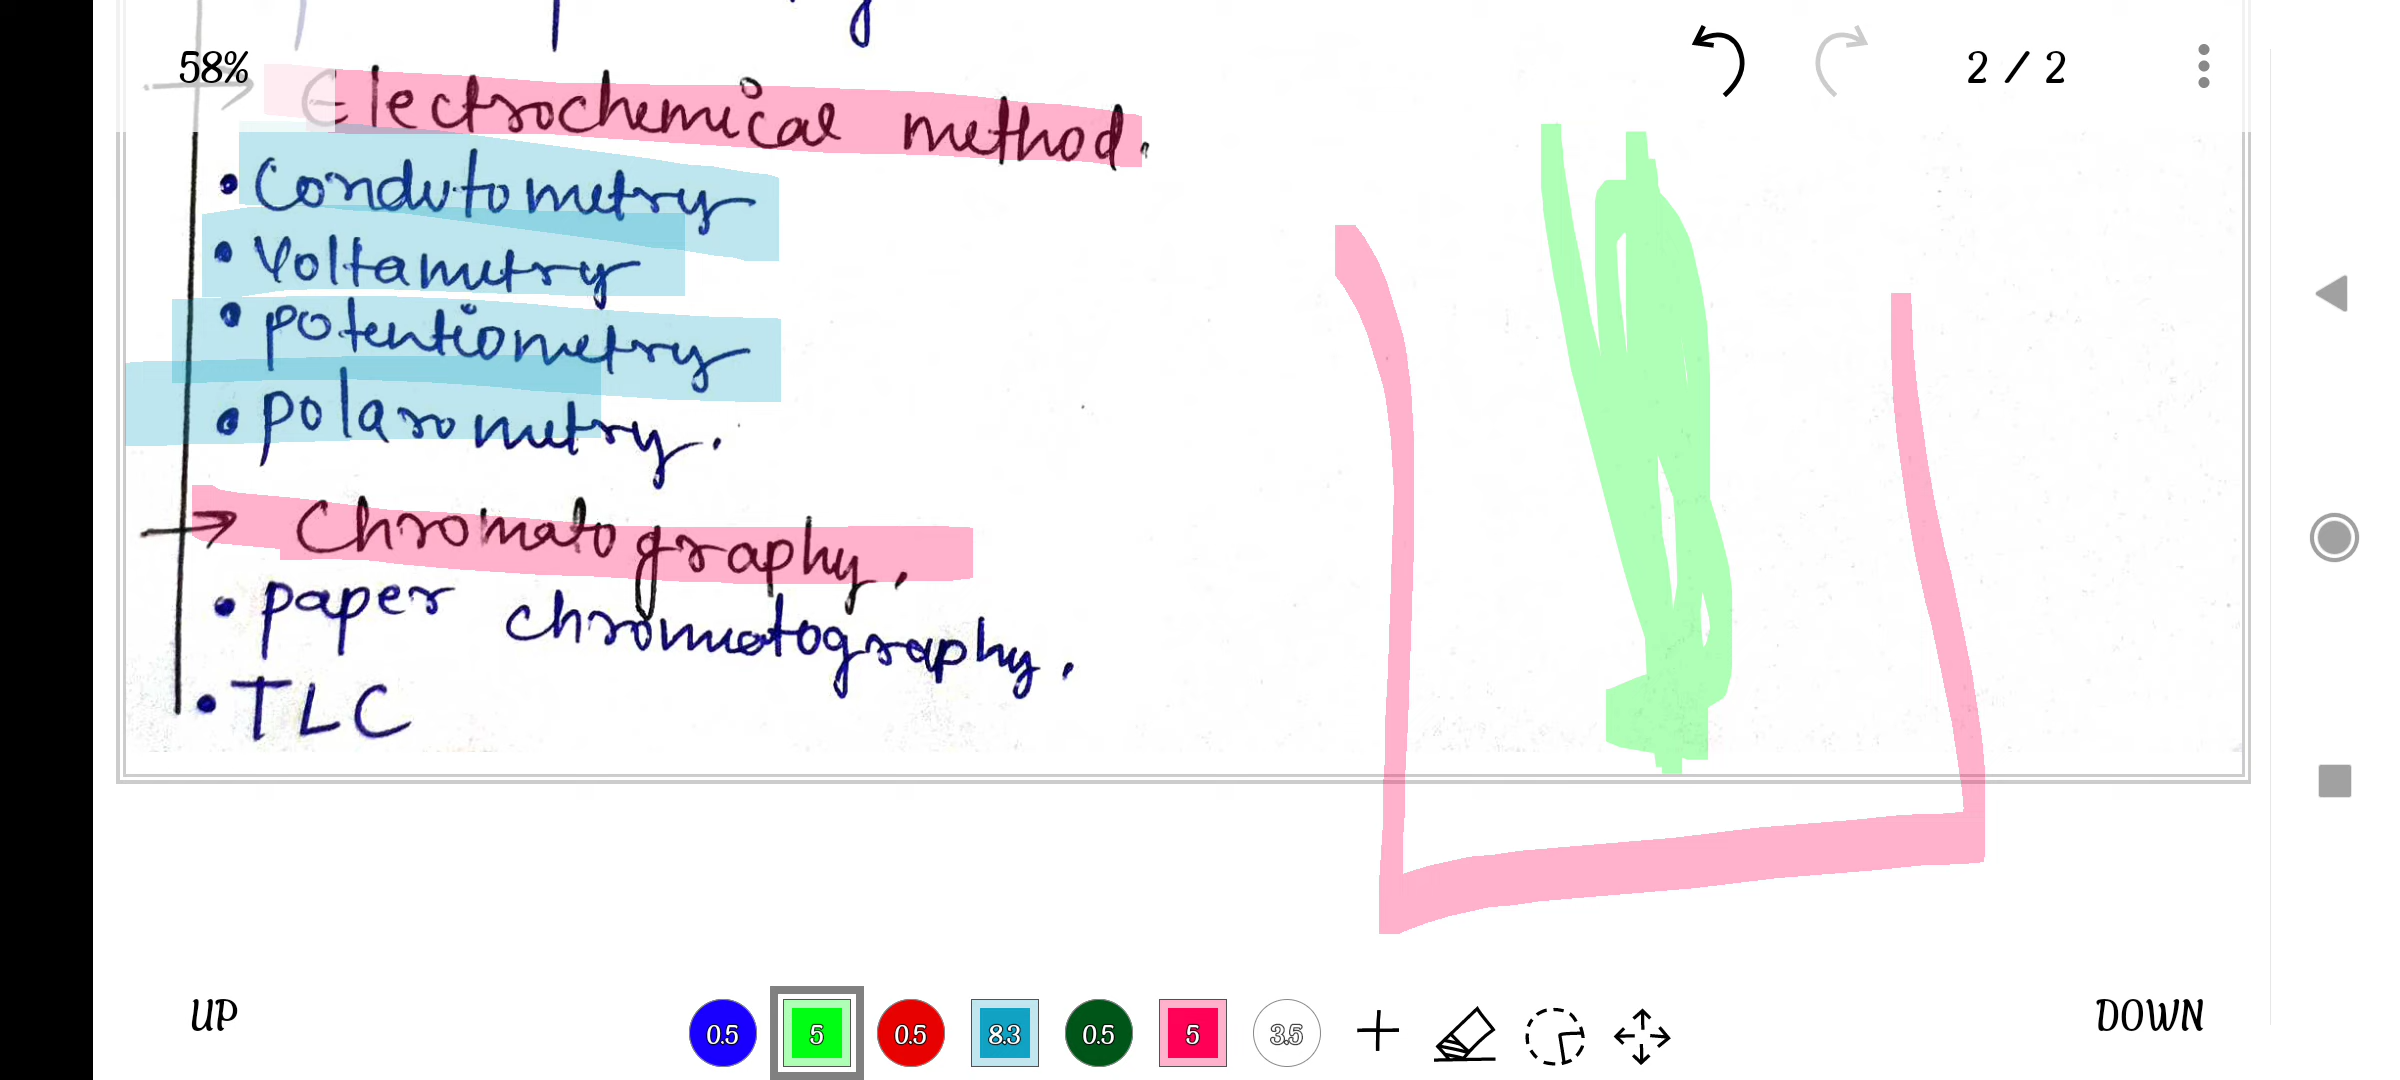 58%
2 / 2
→ Electrochemical method.
• Condutometry
• Voltametry
• potentiometry
• polarometry.
→ Chromatography.
• paper chromatography.
• TLC
UP
0.5 5 0.5 8.3 0.5 5 3.5
DOWN